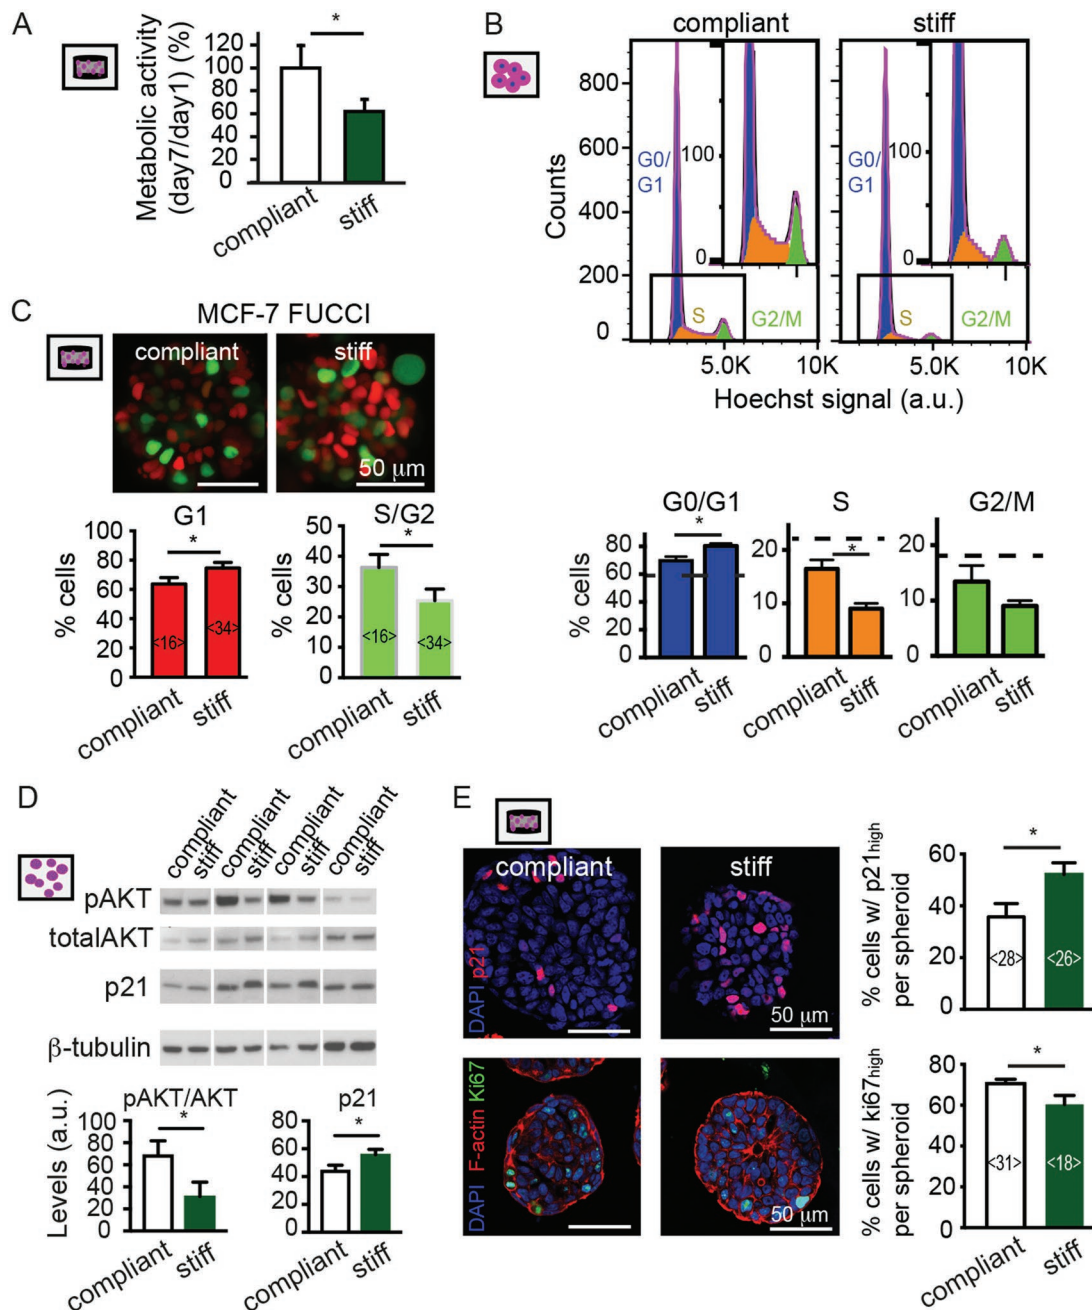 A
Metabolic activity
(day7/day1) (%)
120
100
80
60
40
20
0
*
compliant
stiff
B
compliant
stiff
Counts
800
600
400
200
0
G0/
G1
100
0
S
G2/M
G0/
G1
100
0
S
G2/M
5.0K
10K
5.0K
10K
Hoechst signal (a.u.)
C
MCF-7 FUCCI
compliant
stiff
50 μm
G1
% cells
100
80
60
40
20
0
*
<16>
<34>
compliant
stiff
S/G2
% cells
50
40
30
20
10
0
*
<16>
<34>
compliant
stiff
G0/G1
% cells
80
60
40
20
0
*
compliant
stiff
S
20
10
0
*
compliant
stiff
G2/M
20
10
0
compliant
stiff
D
compliant
stiff
compliant
stiff
compliant
stiff
compliant
stiff
pAKT
totalAKT
p21
β-tubulin
pAKT/AKT
Levels (a.u.)
100
80
60
40
20
0
*
compliant
stiff
p21
80
60
40
20
0
*
compliant
stiff
E
compliant
stiff
DAPI p21
50 μm
% cells w/ p21high
per spheroid
60
40
20
0
*
<28>
<26>
DAPI F-actin Ki67
50 μm
% cells w/ ki67high
per spheroid
80
60
40
20
0
*
<31>
<18>
compliant
stiff